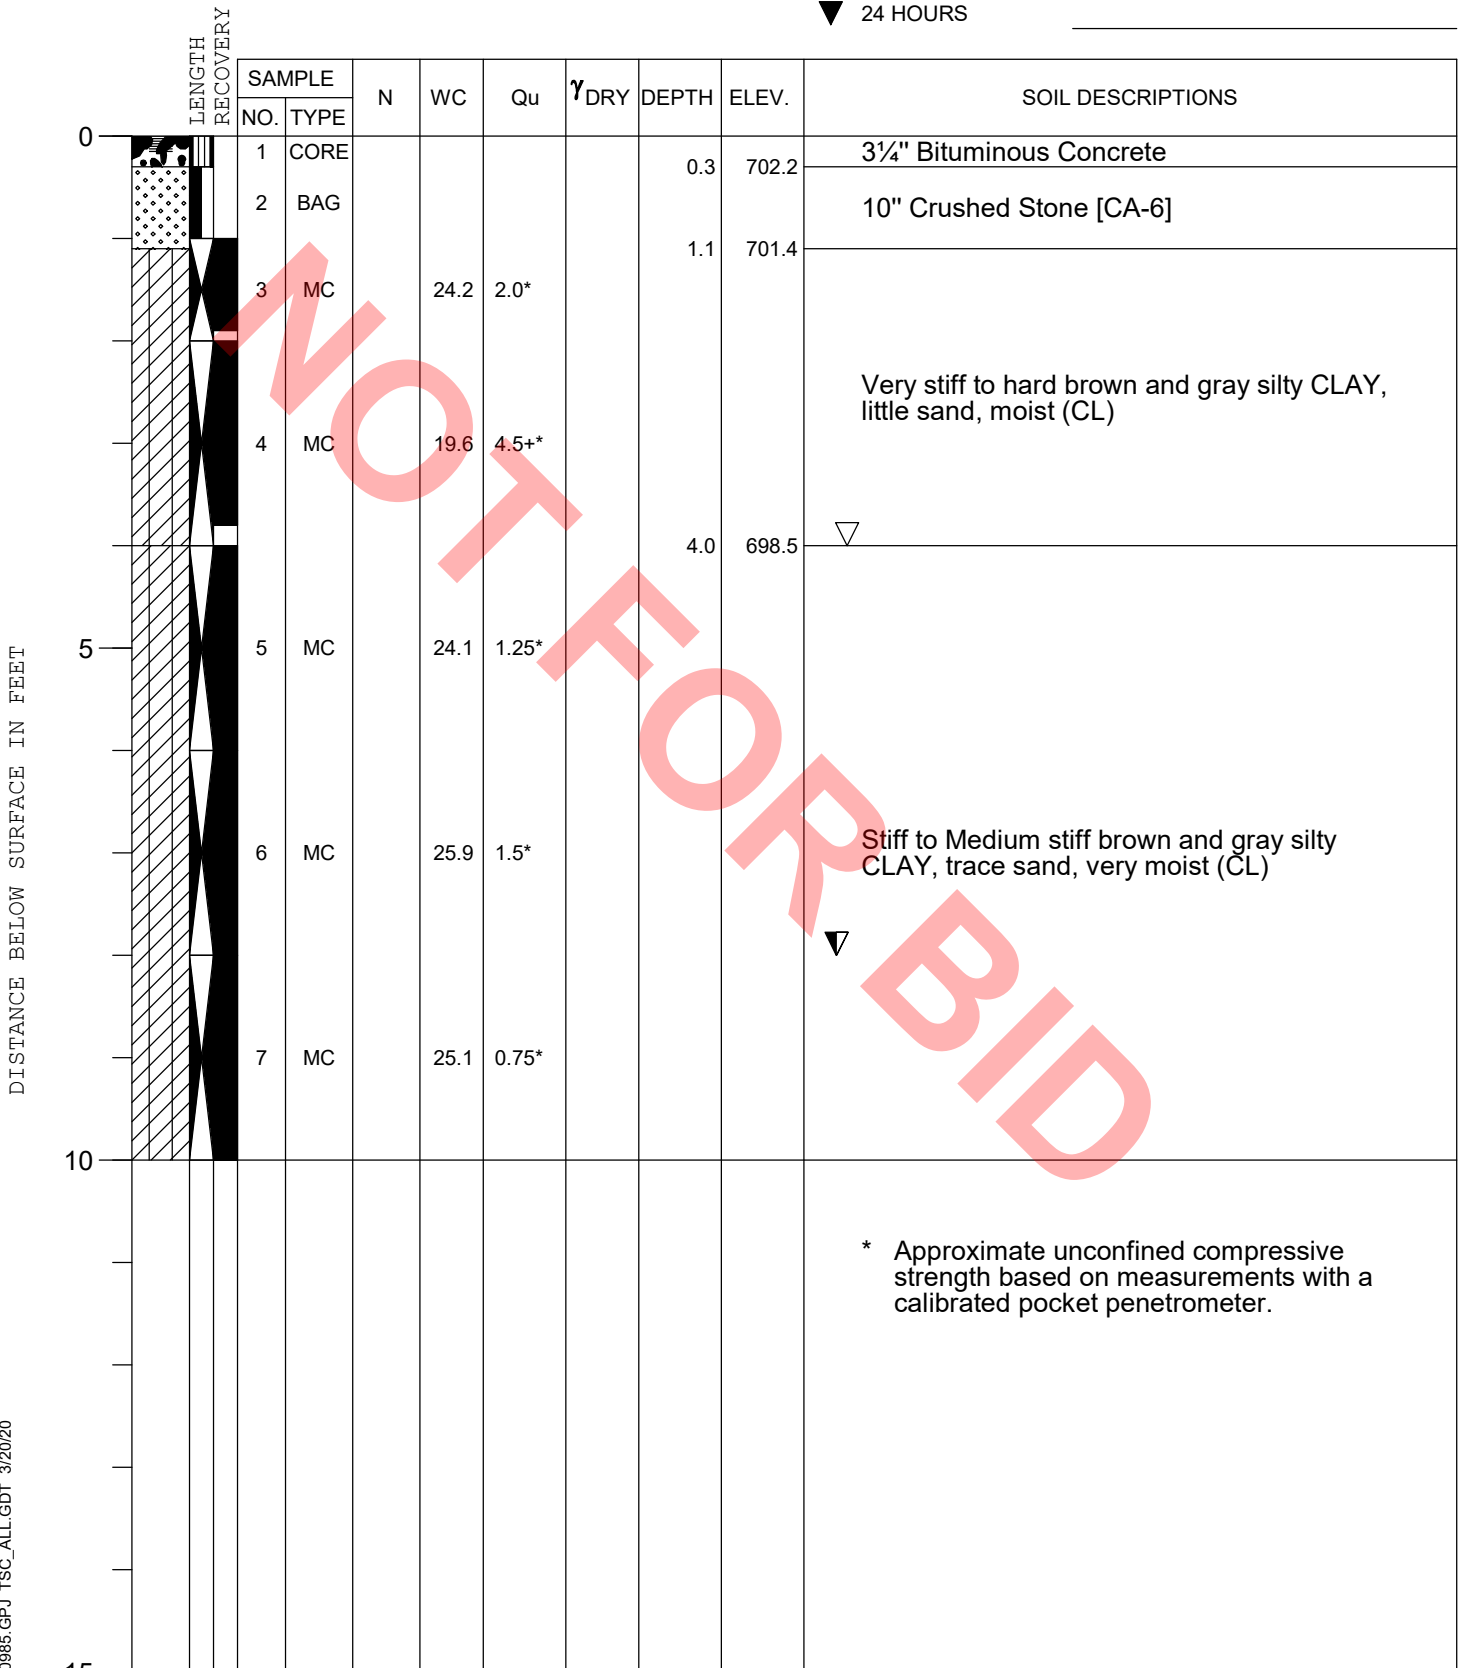 24 HOURS
LENGTH
RECOVERY
SAMPLE
NO. TYPE N WC Qu γDRY DEPTH ELEV. SOIL DESCRIPTIONS
0
1 CORE 3¼" Bituminous Concrete
0.3 702.2
2 BAG 10" Crushed Stone [CA-6]
1.1 701.4
3 MC 24.2 2.0*
Very stiff to hard brown and gray silty CLAY,
little sand, moist (CL)
4 MC 19.6 4.5+*
4.0 698.5
5 5 MC 24.1 1.25*
Stiff to Medium stiff brown and gray silty
CLAY, trace sand, very moist (CL)
6 MC 25.9 1.5*
7 MC 25.1 0.75*
10
* Approximate unconfined compressive
strength based on measurements with a
calibrated pocket penetrometer.
15
DISTANCE BELOW SURFACE IN FEET
0985.GPJ TSC_ALL.GDT 3/20/20
NOT FOR BID